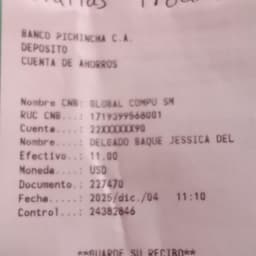 BANCO PICHINCHA C.A.
DEPOSITO
CUENTA DE AHORROS
Nombre CNB: GLOBAL COMPU SM
RUC CNB...: 1719399568001
Cuenta....: 22XXXXXX90
Nombre....: DELGADO BAQUE JESSICA DEL
Efectivo..: 11.00
Moneda....: USD
Documento.: 227470
Fecha.....: 2025/dic./04 11:10
Control...: 24382846
**GUARDE SU RECIBO**